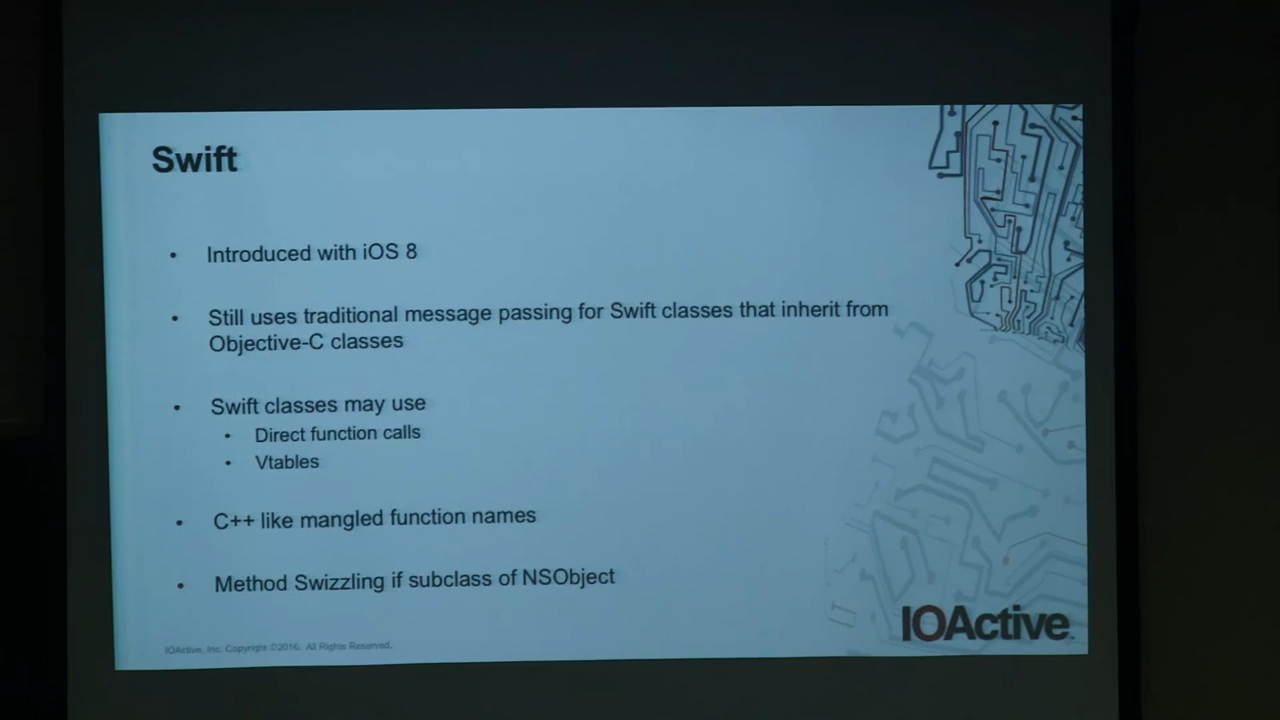 Swift
• Introduced with iOS 8
• Still uses traditional message passing for Swift classes that inherit from
Objective-C classes
• Swift classes may use
• Direct function calls
• Vtables
• C++ like mangled function names
• Method Swizzling if subclass of NSObject
IOActive, Inc. Copyright ©2016. All Rights Reserved.
IOActive.